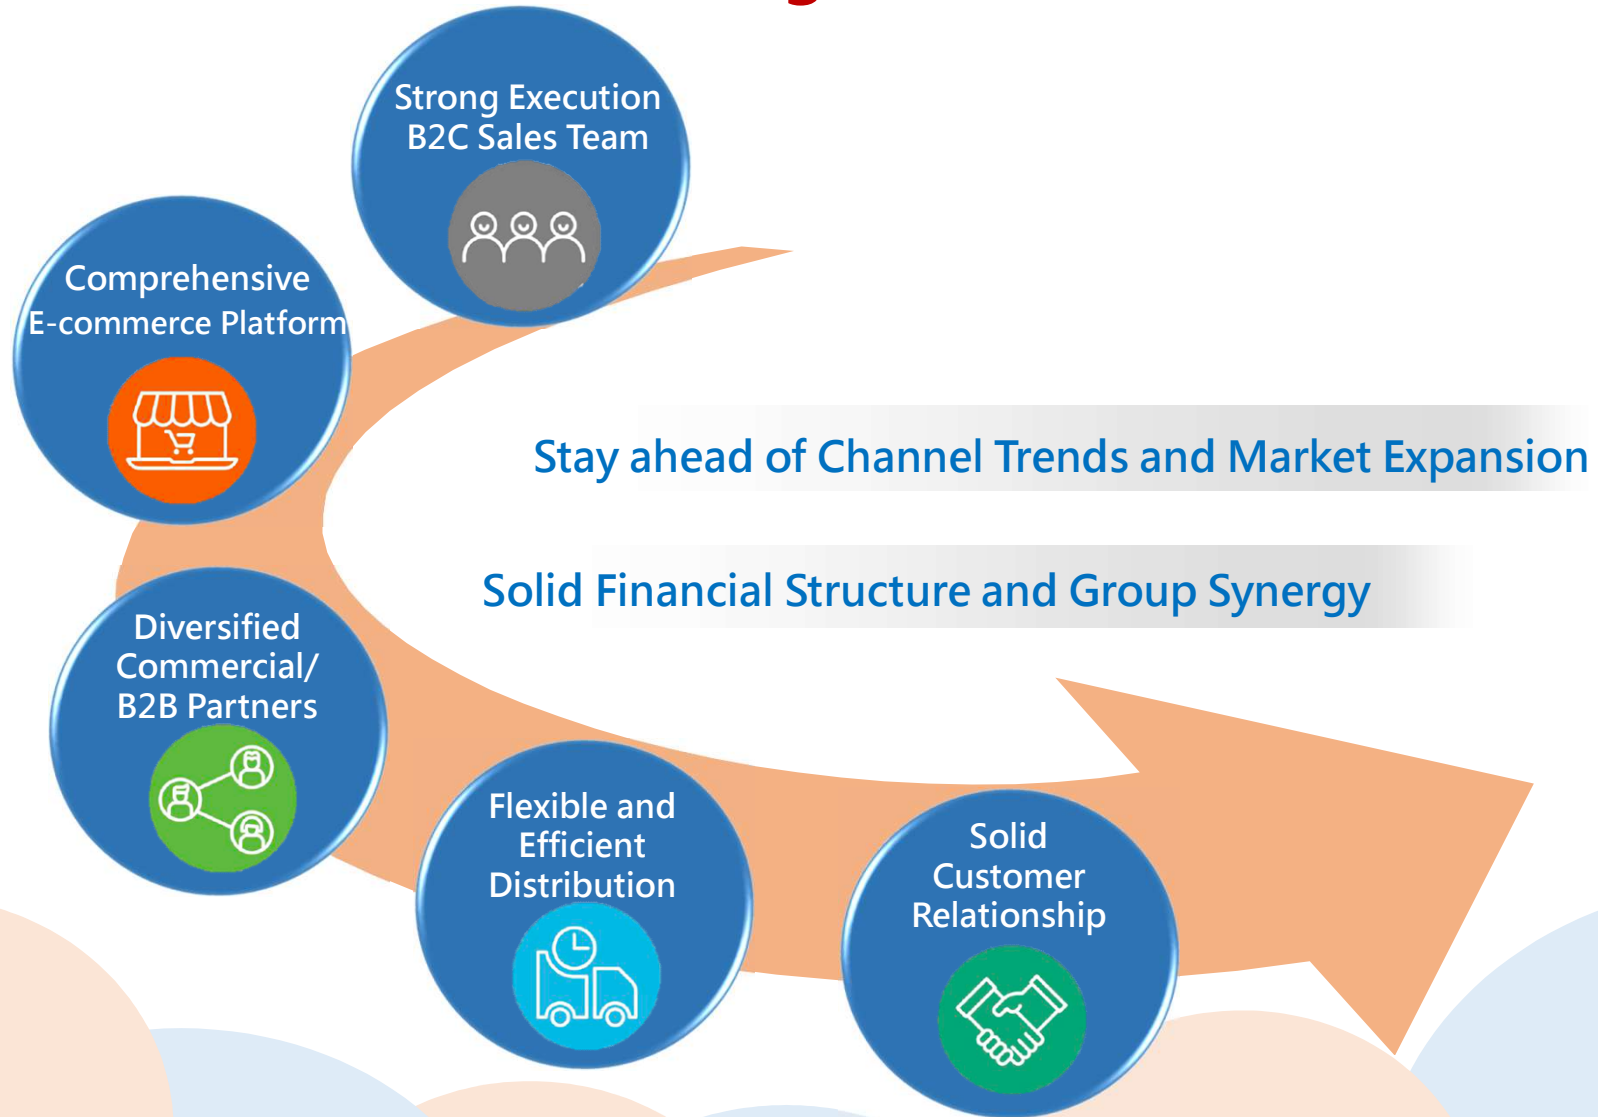 Strong Execution
B2C Sales Team
Comprehensive
E-commerce Platform
Stay ahead of Channel Trends and Market Expansion
Solid Financial Structure and Group Synergy
Diversified
Commercial/
B2B Partners
Flexible and
Efficient
Distribution
Solid
Customer
Relationship